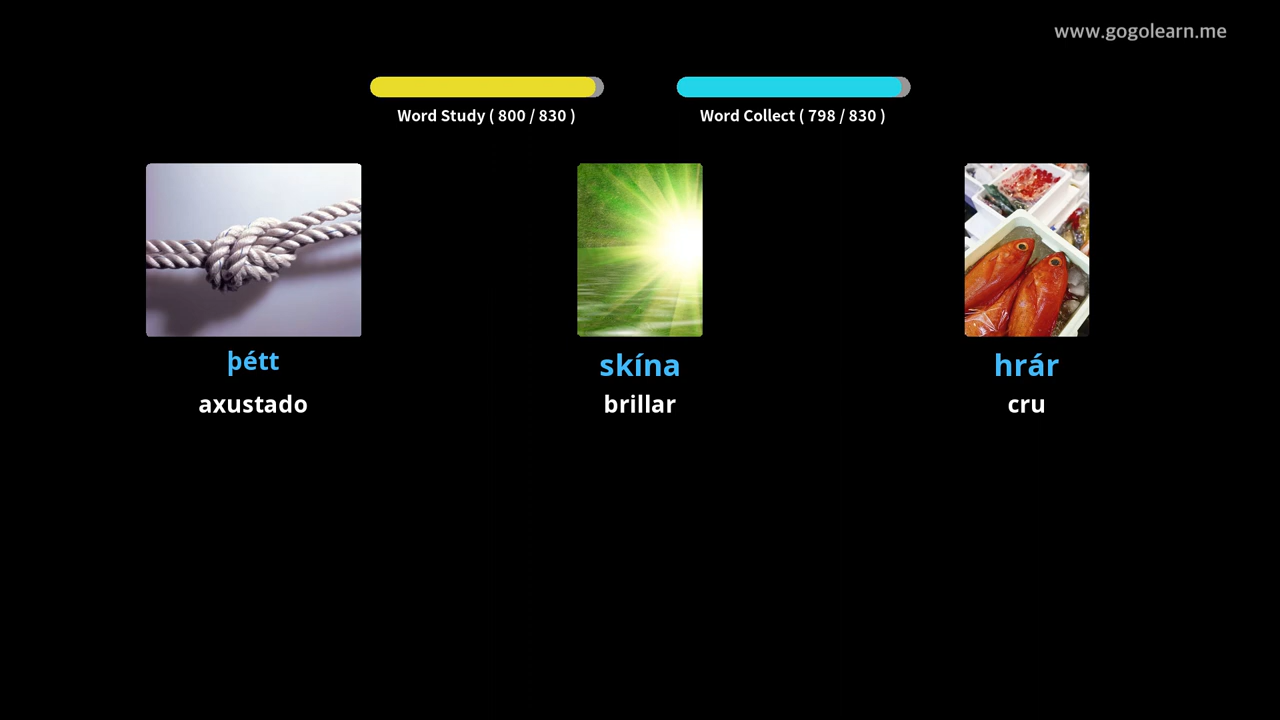 www.gogolearn.me
Word Study ( 800 / 830 )
Word Collect ( 798 / 830 )
þétt
skína
hrár
axustado
brillar
cru